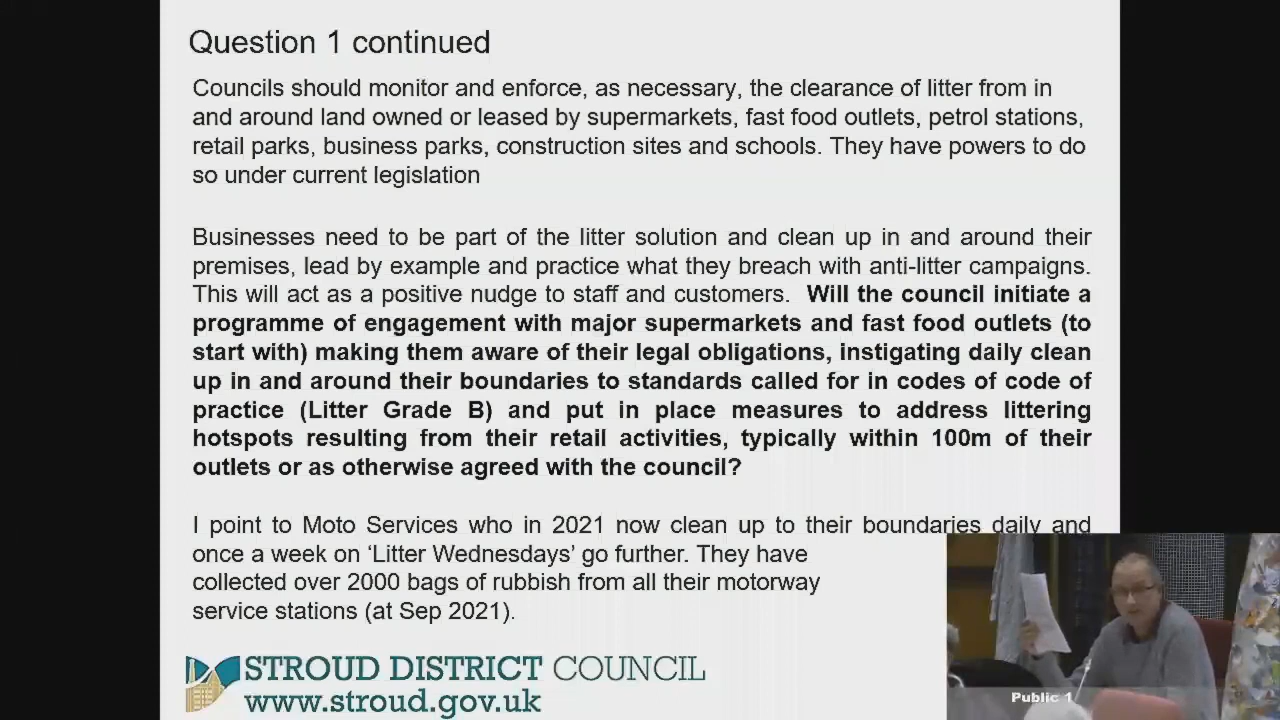 Question 1 continued
Councils should monitor and enforce, as necessary, the clearance of litter from in
and around land owned or leased by supermarkets, fast food outlets, petrol stations,
retail parks, business parks, construction sites and schools. They have powers to do
so under current legislation
Businesses need to be part of the litter solution and clean up in and around their
premises, lead by example and practice what they breach with anti-litter campaigns.
This will act as a positive nudge to staff and customers. Will the council initiate a
programme of engagement with major supermarkets and fast food outlets (to
start with) making them aware of their legal obligations, instigating daily clean
up in and around their boundaries to standards called for in codes of code of
practice (Litter Grade B) and put in place measures to address littering
hotspots resulting from their retail activities, typically within 100m of their
outlets or as otherwise agreed with the council?
I point to Moto Services who in 2021 now clean up to their boundaries daily and
once a week on ‘Litter Wednesdays’ go further. They have
collected over 2000 bags of rubbish from all their motorway
service stations (at Sep 2021).
STROUD DISTRICT COUNCIL
www.stroud.gov.uk
Public 1